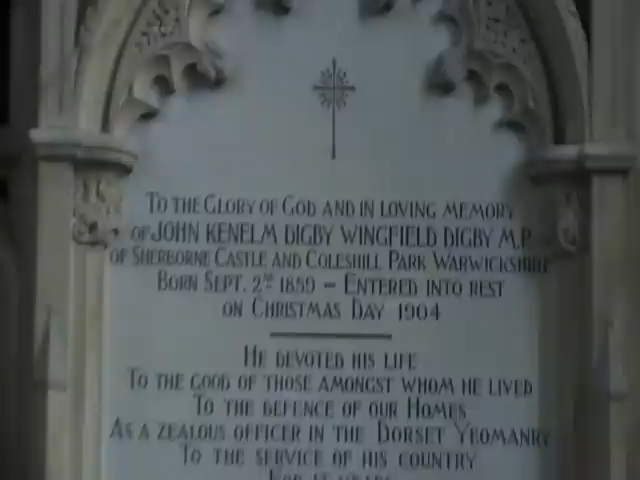 To the Glory of God and in loving memory
of JOHN KENELM DIGBY WINGFIELD DIGBY M.P.
of Sherborne Castle and Coleshill Park Warwickshire
Born Sept. 2nd 1859 – Entered into rest
on Christmas Day 1904
He devoted his life
To the good of those amongst whom he lived
To the defence of our Homes
As a zealous officer in the Dorset Yeomanry
To the service of his country